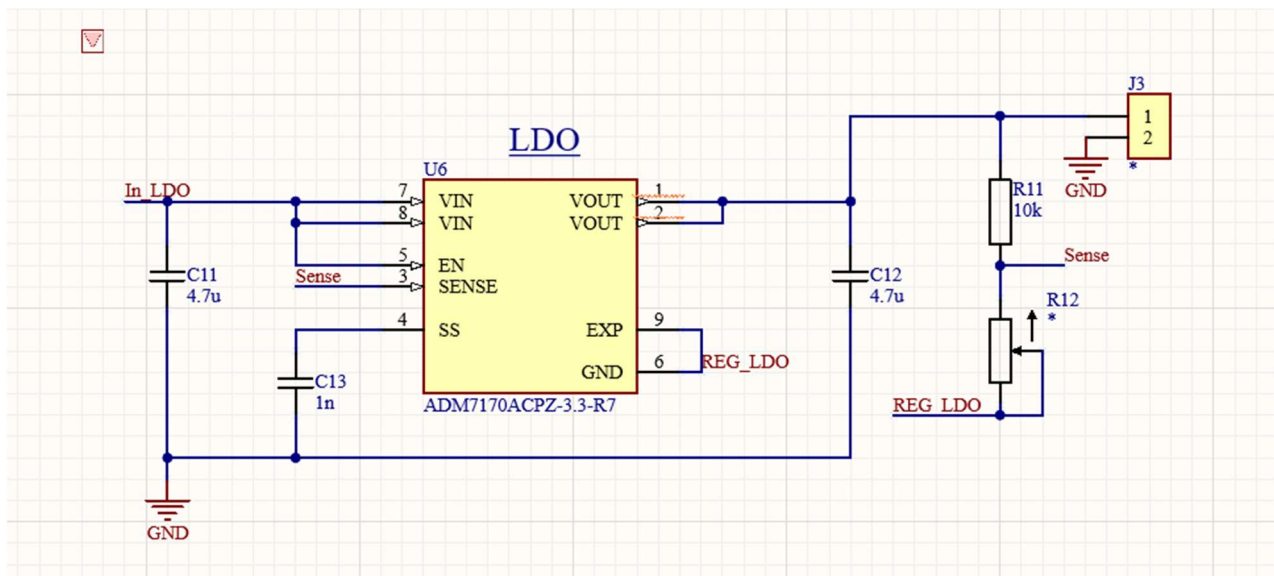 J3
1
2
*
GND
LDO
U6
In_LDO
7
VIN
VOUT
1
8
VIN
VOUT
2
R11
10k
5
EN
Sense
Sense
3
SENSE
C11
4.7u
C12
4.7u
R12
*
4
SS
EXP
9
GND
6
REG_LDO
C13
1n
ADM7170ACPZ-3.3-R7
REG_LDO
GND